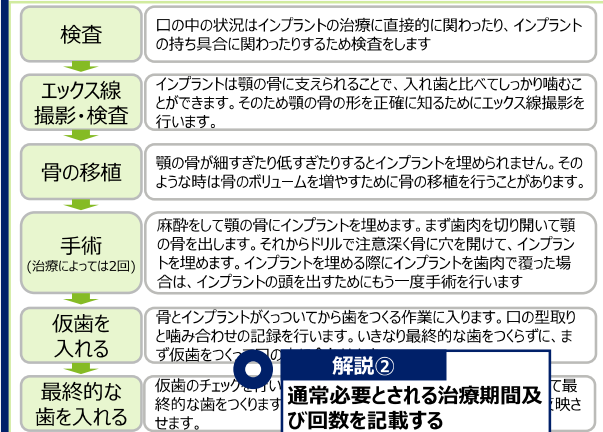 検査
口の中の状況はインプラントの治療に直接的に関わったり、インプラント
の持ち具合に関わったりするため検査をします
エックス線
撮影・検査
インプラントは顎の骨に支えられることで、入れ歯と比べてしっかり噛むこ
とができます。そのため顎の骨の形を正確に知るためにエックス線撮影を
行います。
骨の移植
顎の骨が細すぎたり低すぎたりするとインプラントを埋められません。その
ような時は骨のボリュームを増やすために骨の移植を行うことがあります。
手術
(治療によっては2回)
麻酔をして顎の骨にインプラントを埋めます。まず歯肉を切り開いて顎
の骨を出します。それからドリルで注意深く骨に穴を開けて、インプラン
トを埋めます。インプラントを埋める際にインプラントを歯肉で覆った場
合は、インプラントの頭を出すためにもう一度手術を行います
仮歯を
入れる
骨とインプラントがくっついてから歯をつくる作業に入ります。口の型取り
と噛み合わせの記録を行います。いきなり最終的な歯をつくらずに、ま
ず仮歯をつくって口の
最終的な
歯を入れる
仮歯のチェックを行い
て最
終的な歯をつくります
反映さ
せます。
解説②
通常必要とされる治療期間及
び回数を記載する